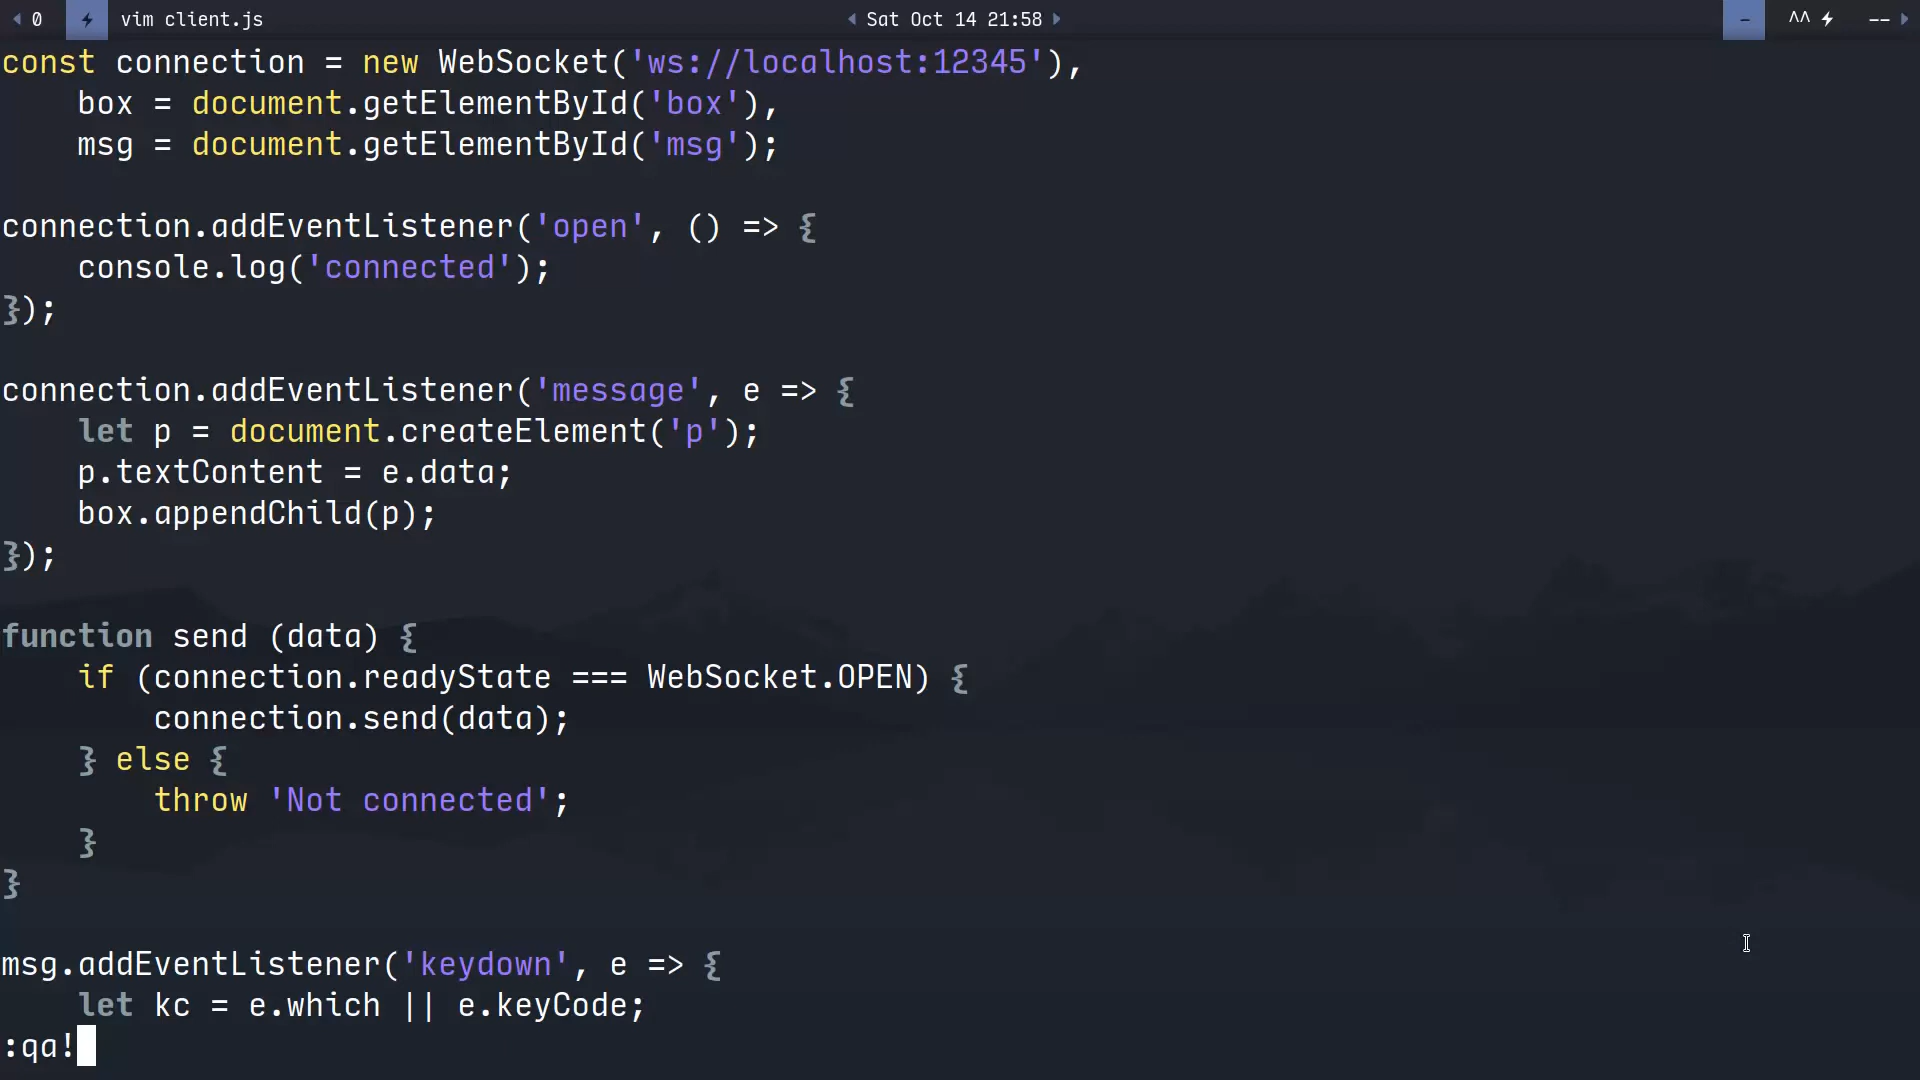 0 vim client.js Sat Oct 14 21:58 - ^^ --
const connection = new WebSocket('ws://localhost:12345'),
    box = document.getElementById('box'),
    msg = document.getElementById('msg');
connection.addEventListener('open', () => {
    console.log('connected');
});
connection.addEventListener('message', e => {
    let p = document.createElement('p');
    p.textContent = e.data;
    box.appendChild(p);
});
function send (data) {
    if (connection.readyState === WebSocket.OPEN) {
        connection.send(data);
    } else {
        throw 'Not connected';
    }
}
msg.addEventListener('keydown', e => {
    let kc = e.which || e.keyCode;
:qa!